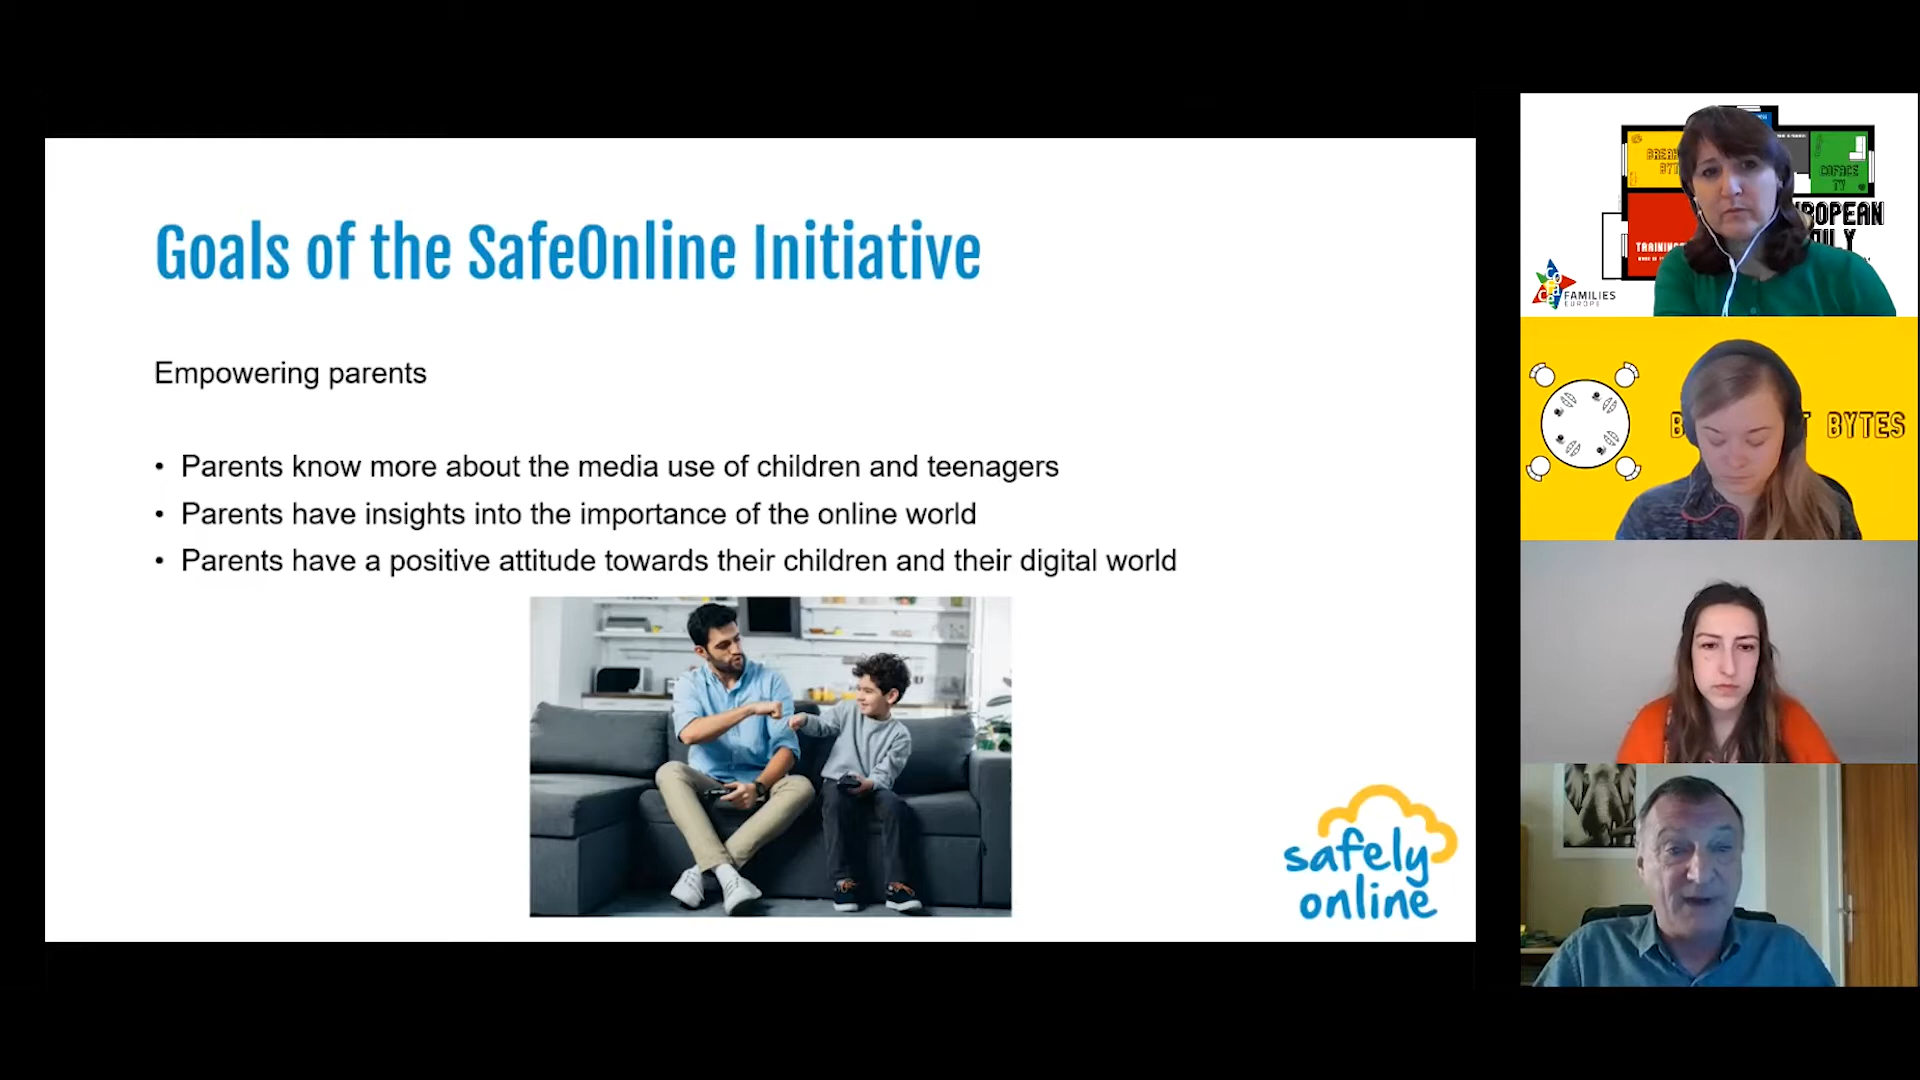 Goals of the SafeOnline Initiative
Empowering parents
• Parents know more about the media use of children and teenagers
• Parents have insights into the importance of the online world
• Parents have a positive attitude towards their children and their digital world
safely
online
COFACE
TV
FAMILIES
EUROPE
BYTES